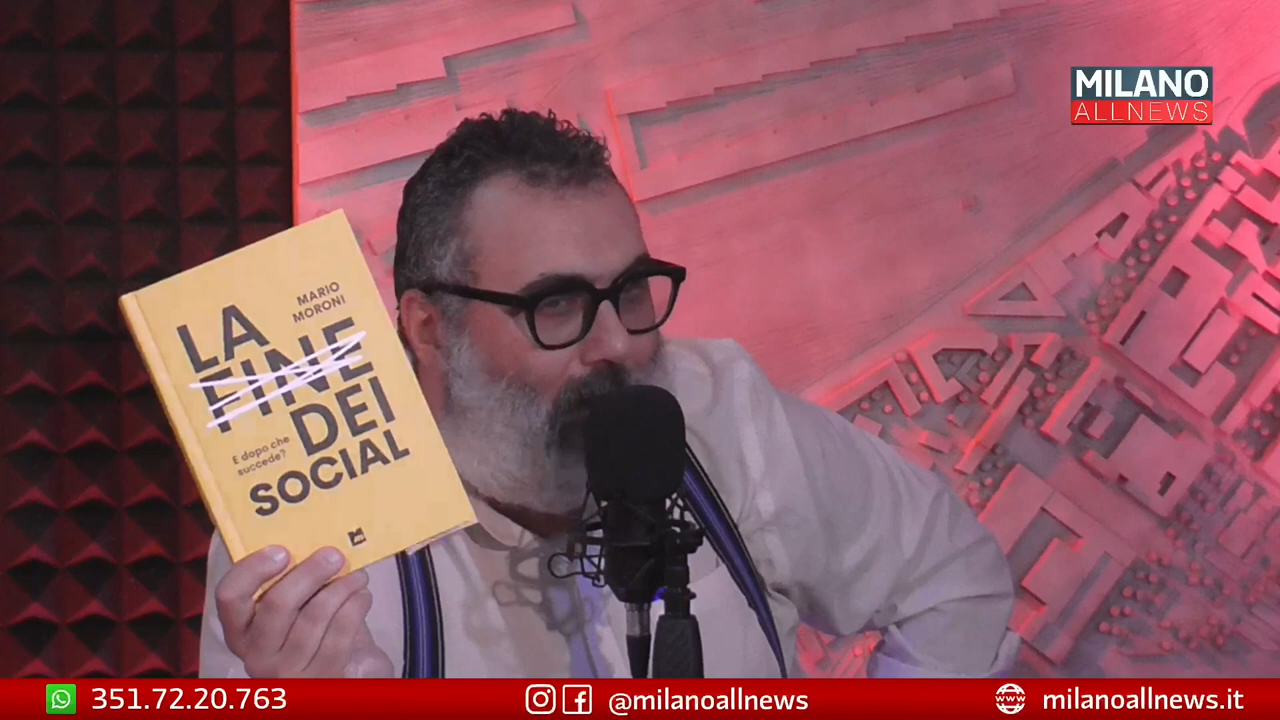 MILANO
ALLNEWS
MARIO
MORONI
LA
FINE
DEI
SOCIAL
E dopo che
succede?
351.72.20.763
@milanoallnews
milanoallnews.it